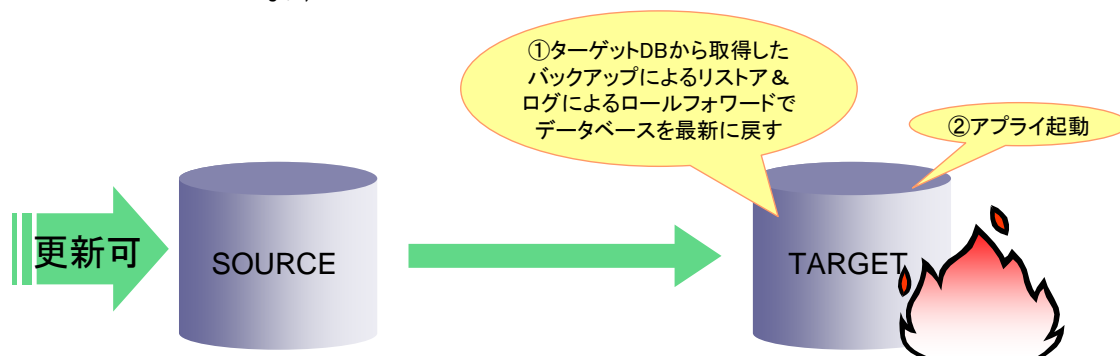 ①ターゲットDBから取得した
バックアップによるリストア＆
ログによるロールフォワードで
データベースを最新に戻す
②アプライ起動
更新可
SOURCE
TARGET